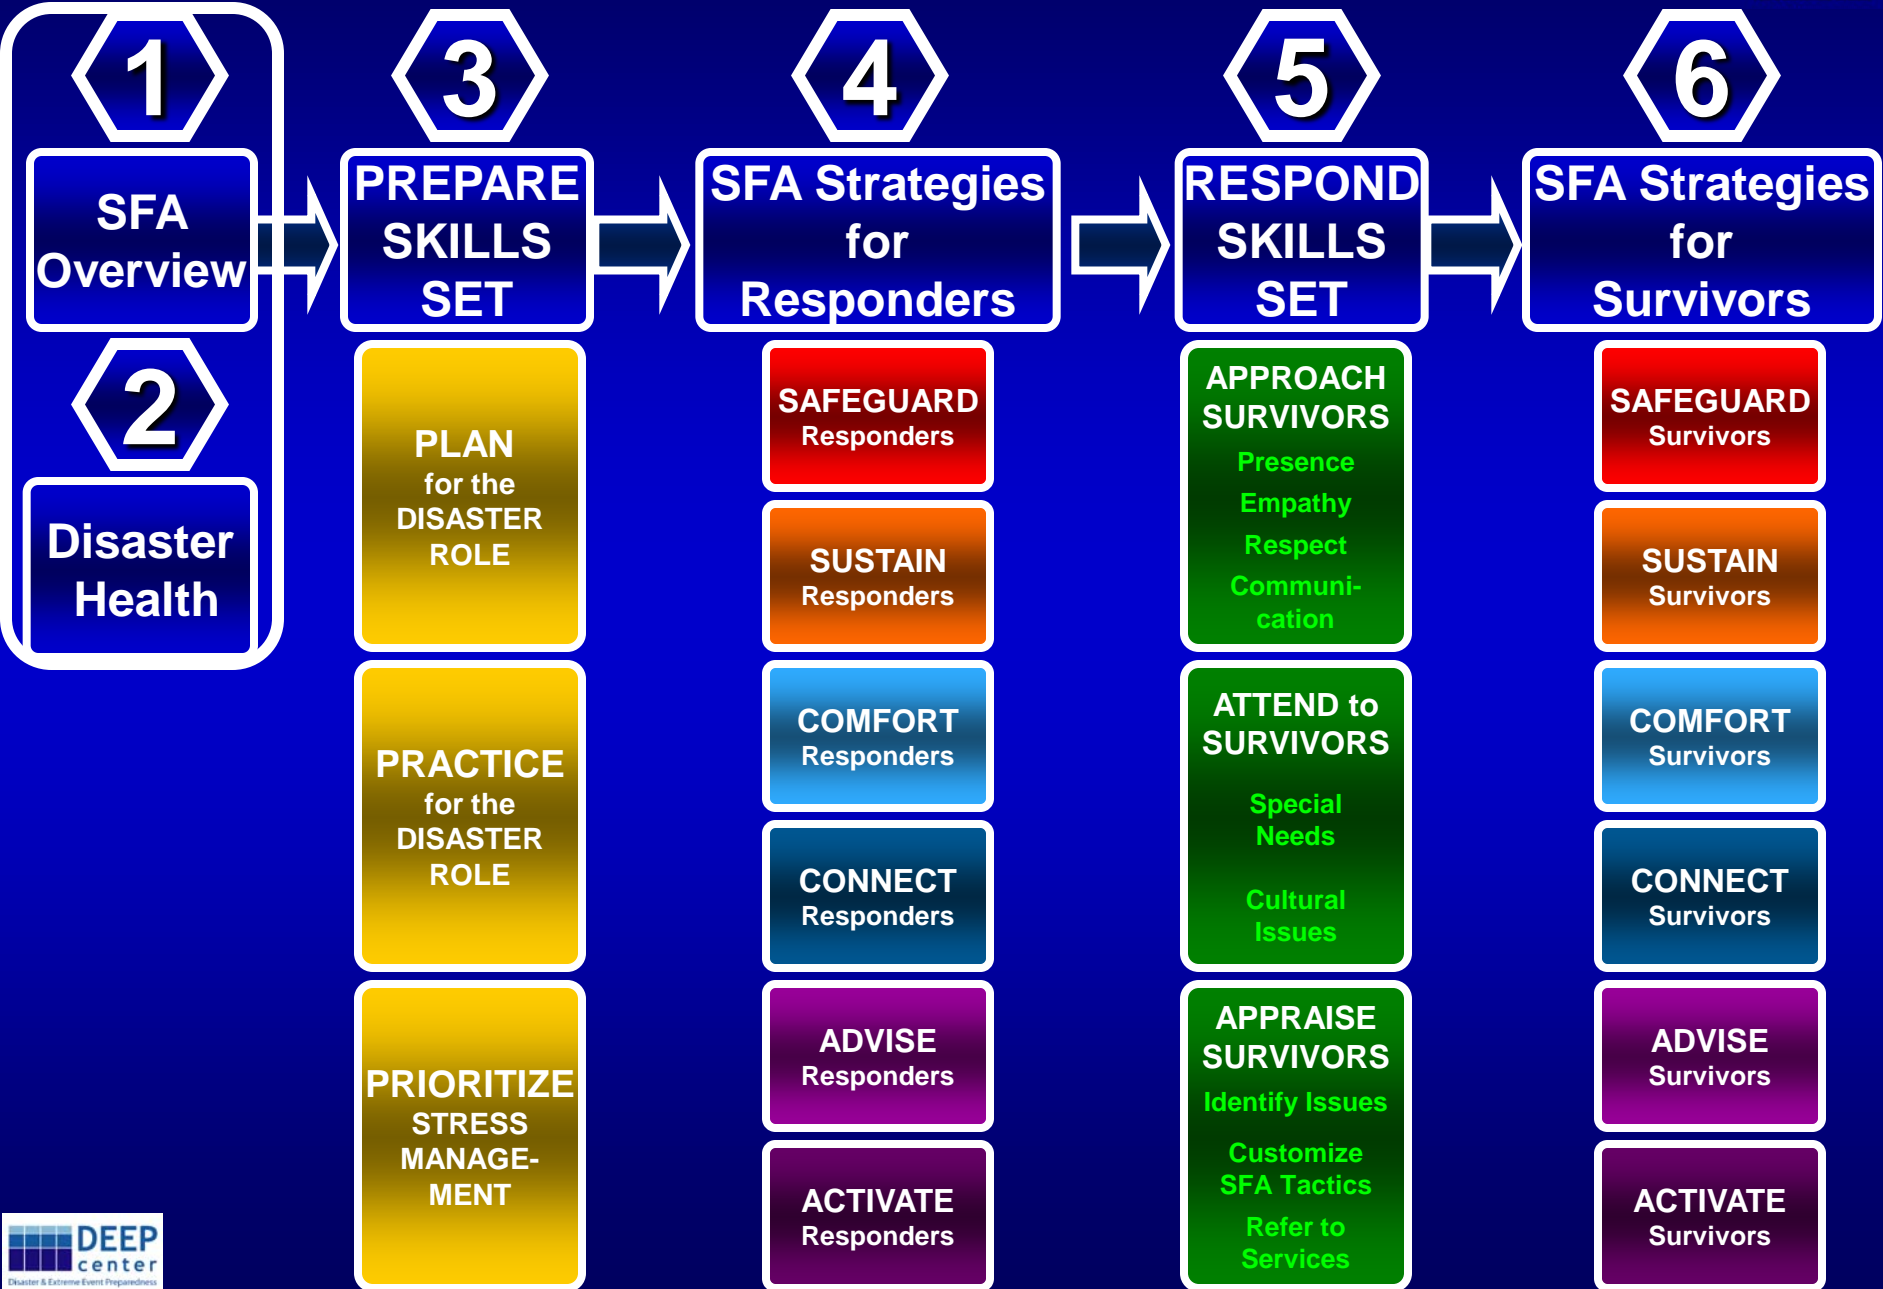 1
SFA
Overview
2
Disaster
Health
3
PREPARE
SKILLS
SET
PLAN
for the
DISASTER
ROLE
PRACTICE
for the
DISASTER
ROLE
PRIORITIZE
STRESS
MANAGE-
MENT
4
SFA Strategies
for
Responders
SAFEGUARD
Responders
SUSTAIN
Responders
COMFORT
Responders
CONNECT
Responders
ADVISE
Responders
ACTIVATE
Responders
5
RESPOND
SKILLS
SET
APPROACH
SURVIVORS
Presence
Empathy
Respect
Communi-
cation
ATTEND to
SURVIVORS
Special
Needs
Cultural
Issues
APPRAISE
SURVIVORS
Identify Issues
Customize
SFA Tactics
Refer to
Services
6
SFA Strategies
for
Survivors
SAFEGUARD
Survivors
SUSTAIN
Survivors
COMFORT
Survivors
CONNECT
Survivors
ADVISE
Survivors
ACTIVATE
Survivors
DEEP
center
Disaster & Extreme Event Preparedness